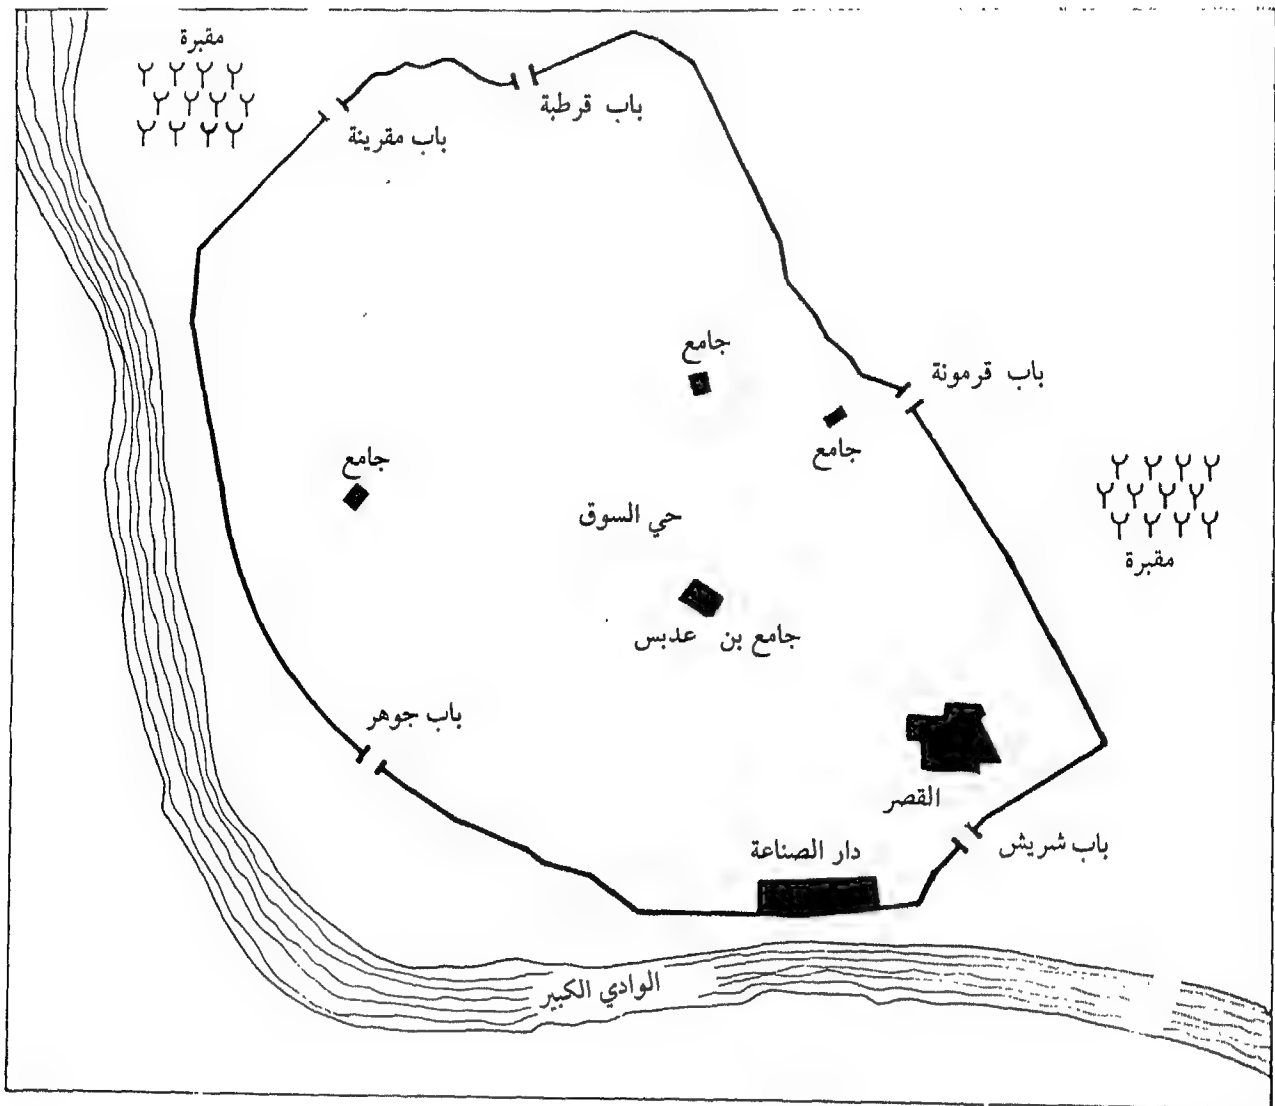 مقبرة
باب قرطبة
باب مقرينة
جامع
باب قرمونة
جامع
جامع
حي السوق
مقبرة
جامع بن عدبس
باب جوهر
القصر
باب شريش
دار الصناعة
الوادي الكبير